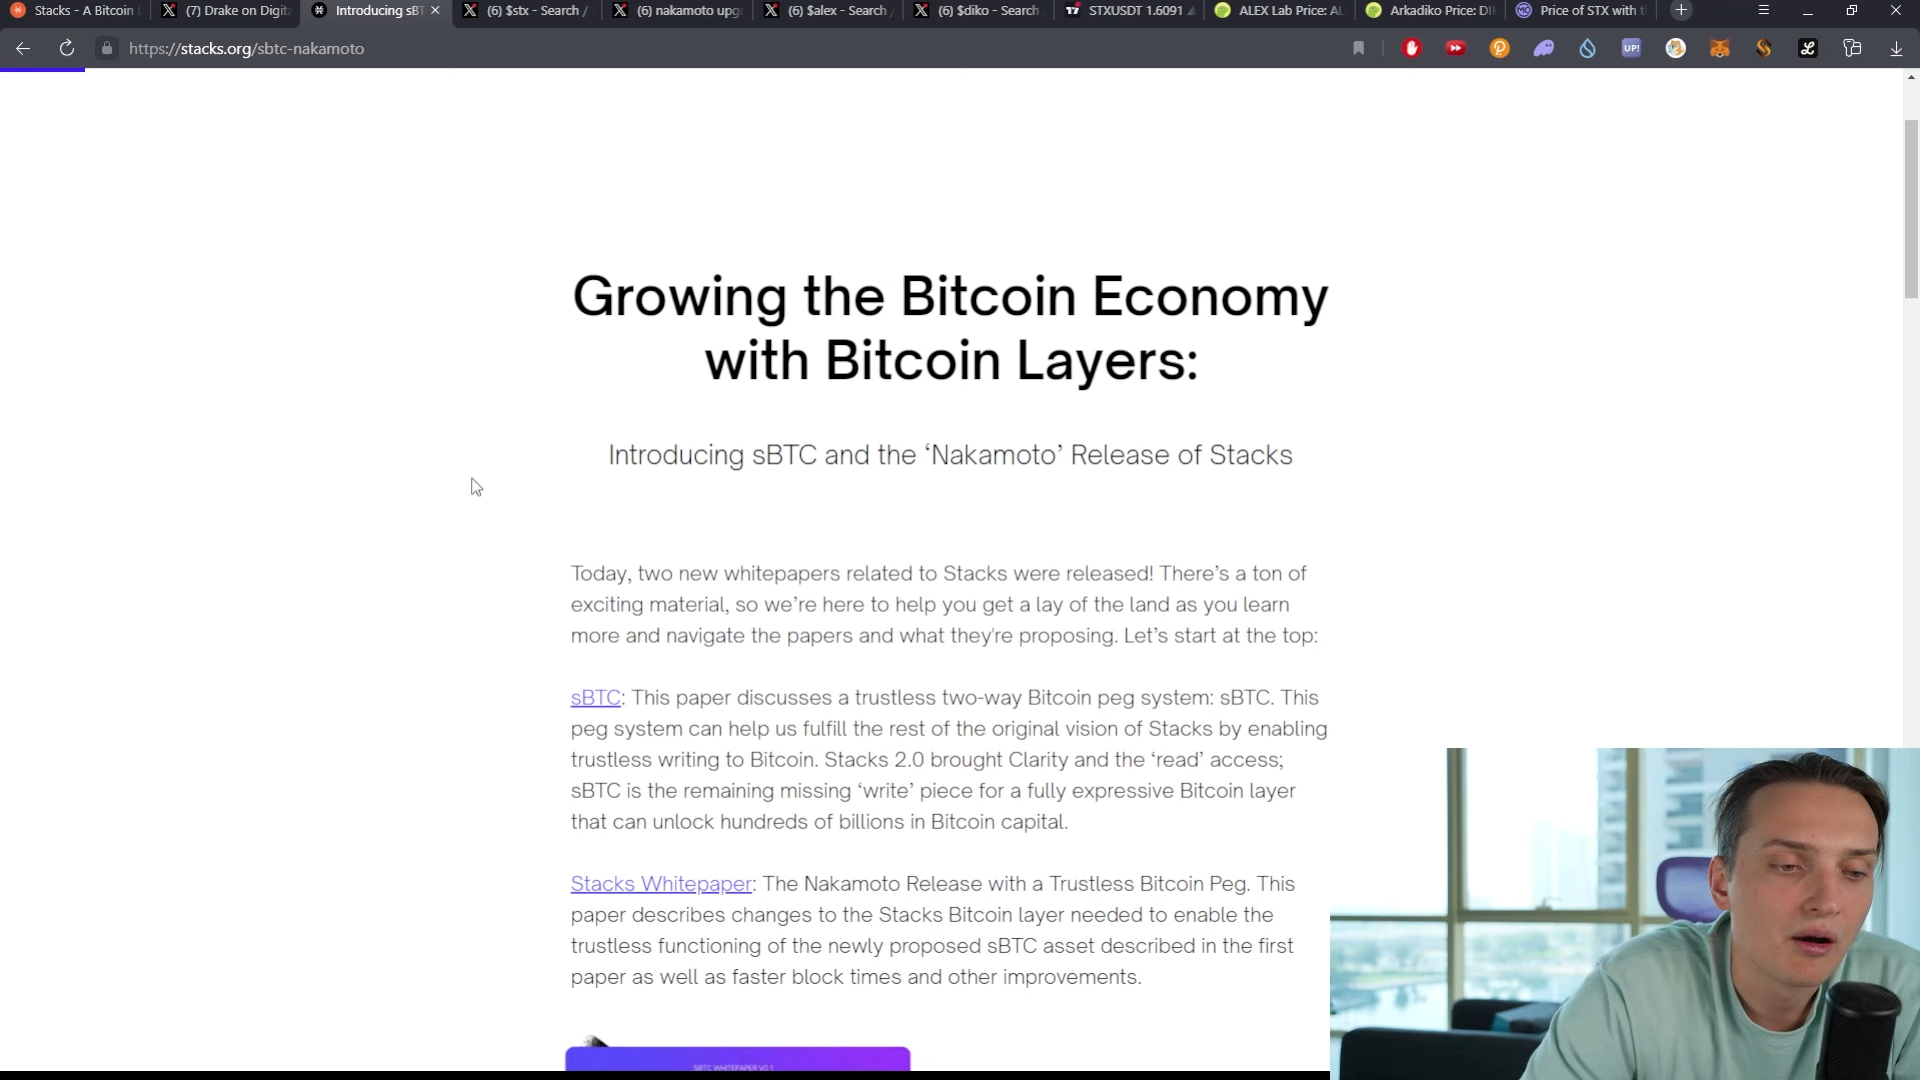 Stacks - A Bitcoin
(7) Drake on Digit
Introducing sBT
(6) $stx - Search /
(6) nakamoto upg
(6) $alex - Search /
(6) $diko - Search
STXUSDT 1.6091
ALEX Lab Price: AL
Arkadiko Price: DI
Price of STX with t
https://stacks.org/sbtc-nakamoto
UP!
Growing the Bitcoin Economy
with Bitcoin Layers:
Introducing sBTC and the ‘Nakamoto’ Release of Stacks
Today, two new whitepapers related to Stacks were released! There’s a ton of
exciting material, so we’re here to help you get a lay of the land as you learn
more and navigate the papers and what they're proposing. Let’s start at the top:
sBTC: This paper discusses a trustless two-way Bitcoin peg system: sBTC. This
peg system can help us fulfill the rest of the original vision of Stacks by enabling
trustless writing to Bitcoin. Stacks 2.0 brought Clarity and the ‘read’ access;
sBTC is the remaining missing ‘write’ piece for a fully expressive Bitcoin layer
that can unlock hundreds of billions in Bitcoin capital.
Stacks Whitepaper: The Nakamoto Release with a Trustless Bitcoin Peg. This
paper describes changes to the Stacks Bitcoin layer needed to enable the
trustless functioning of the newly proposed sBTC asset described in the first
paper as well as faster block times and other improvements.
SBTC WHITEPAPER V0.1